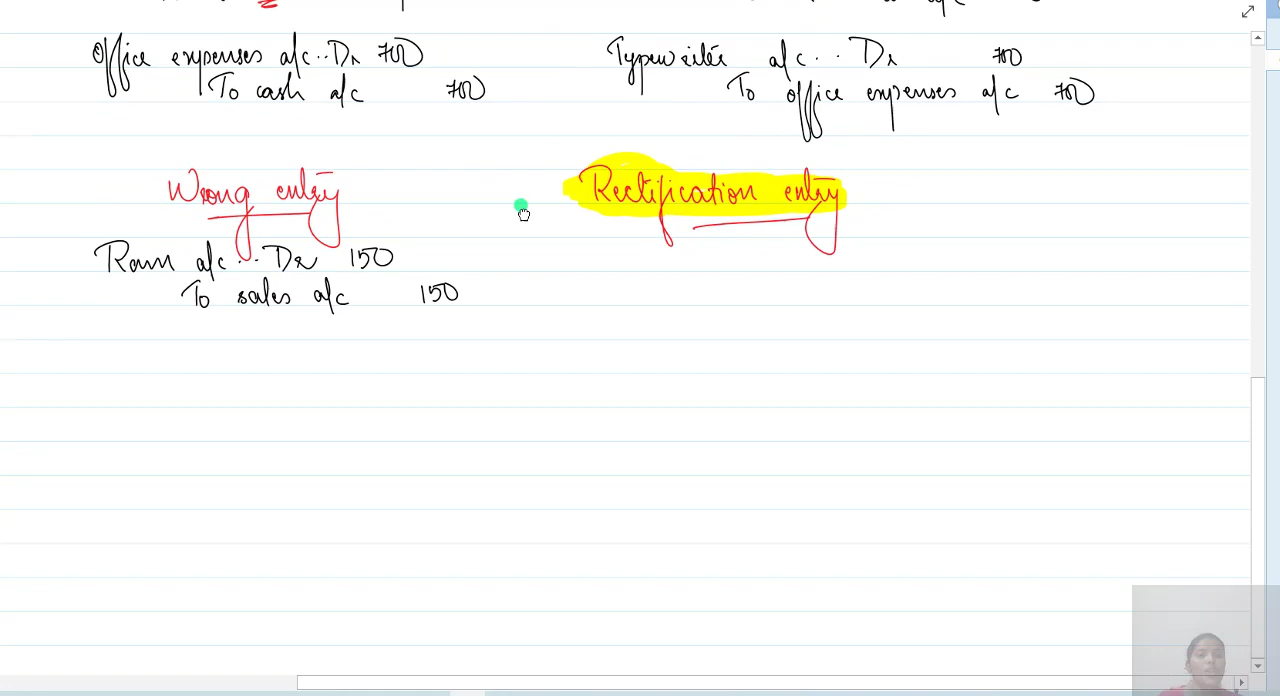 Office expenses a/c .. Dr 700
To cash a/c 700
Typewriter a/c .. Dr 700
To office expenses a/c 700
Wrong entry
Rectification entry
Ram a/c .. Dr 150
To sales a/c 150